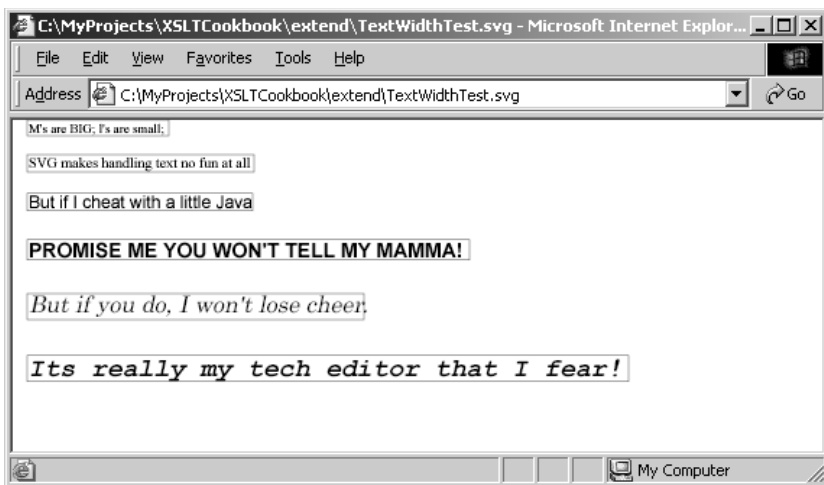 C:\MyProjects\XSLTCookbook\extend\TextWidthTest.svg - Microsoft Internet Explor...
File Edit View Favorites Tools Help
Address C:\MyProjects\XSLTCookbook\extend\TextWidthTest.svg Go
M's are BIG; I's are small;
SVG makes handling text no fun at all
But if I cheat with a little Java
PROMISE ME YOU WON'T TELL MY MAMMA!
But if you do, I won't lose cheer.
Its really my tech editor that I fear!
My Computer